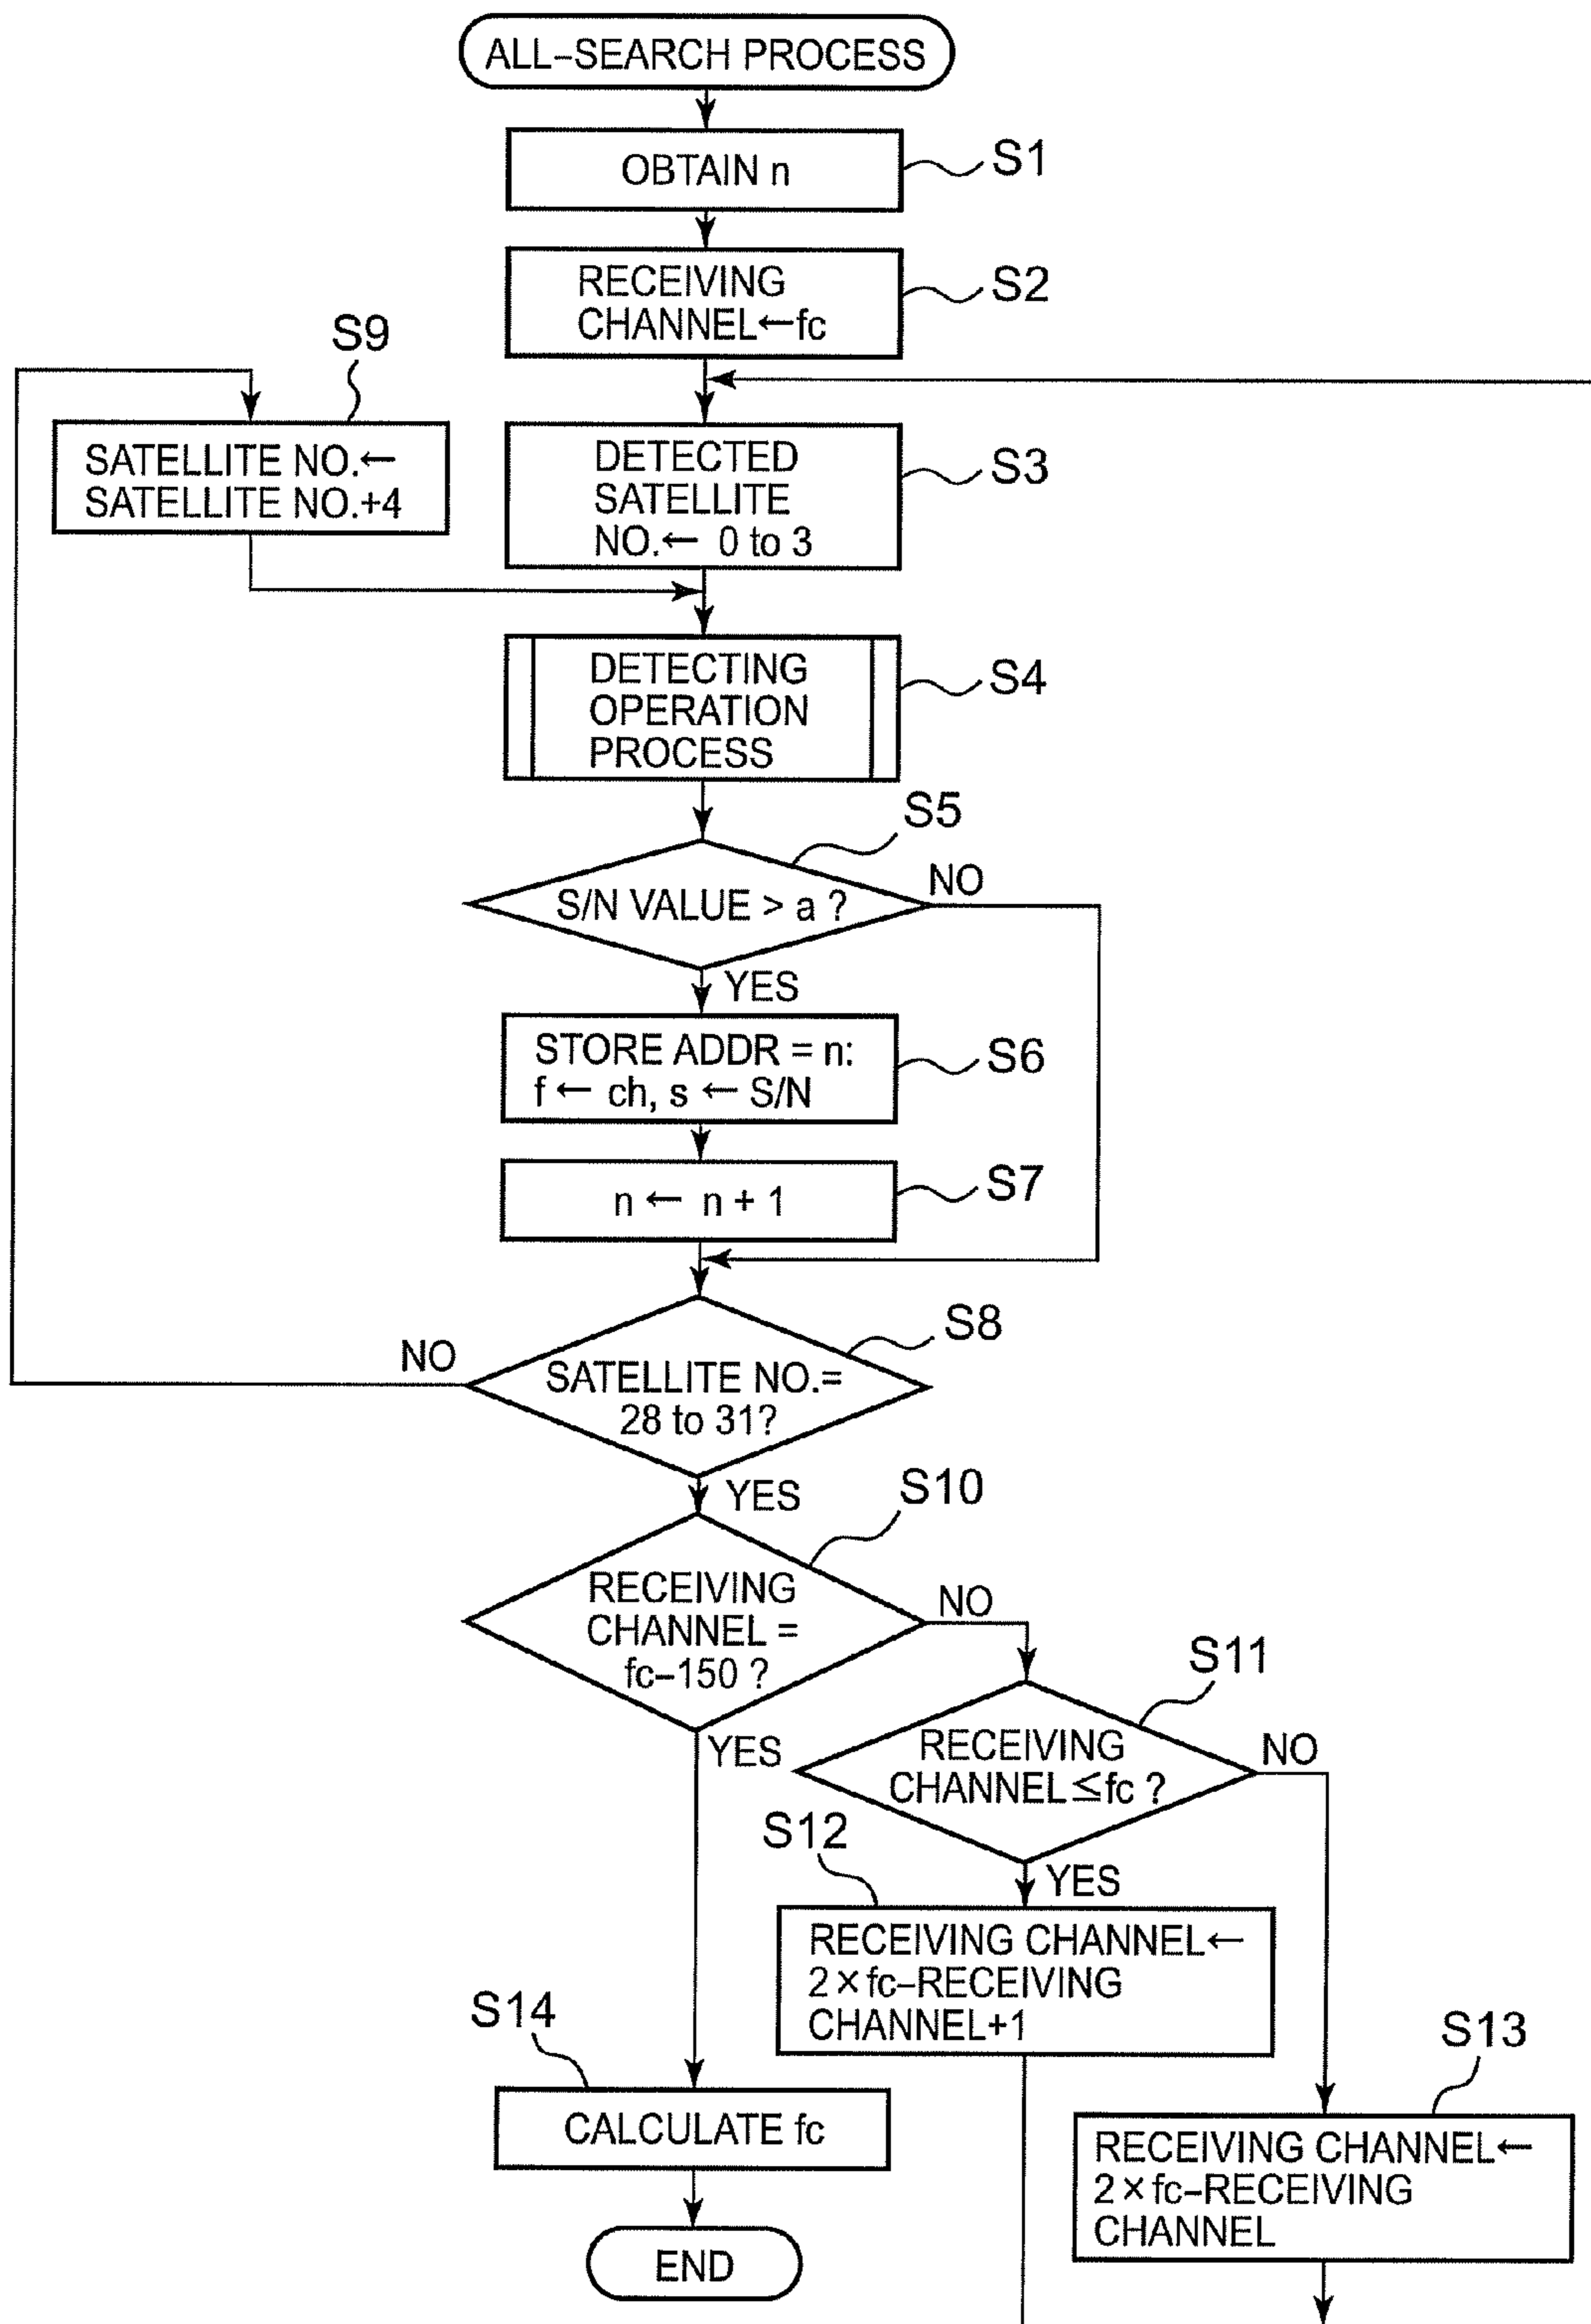 ALL-SEARCH PROCESS
OBTAIN n
S1
RECEIVING
CHANNEL←fc
S2
S9
SATELLITE NO.←
SATELLITE NO.+4
DETECTED
SATELLITE
NO.← 0 to 3
S3
DETECTING
OPERATION
PROCESS
S4
S5
S/N VALUE > a ?
NO
YES
STORE ADDR = n:
f ← ch, s ← S/N
S6
n ← n + 1
S7
S8
NO
SATELLITE NO.=
28 to 31?
YES
S10
RECEIVING
CHANNEL =
fc–150 ?
NO
YES
S11
RECEIVING
CHANNEL≦fc ?
NO
YES
S12
RECEIVING CHANNEL←
2×fc–RECEIVING
CHANNEL+1
S13
RECEIVING CHANNEL←
2×fc–RECEIVING
CHANNEL
S14
CALCULATE fc
END